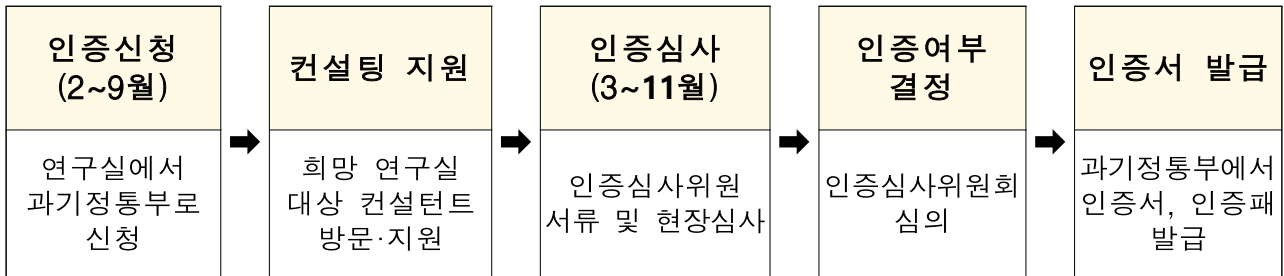 인증신청
(2~9월)
연구실에서
과기정통부로
신청
컨설팅 지원
희망 연구실
대상 컨설턴트
방문·지원
인증심사
(3~11월)
인증심사위원
서류 및 현장심사
인증여부
결정
인증심사위원회
심의
인증서 발급
과기정통부에서
인증서, 인증패
발급